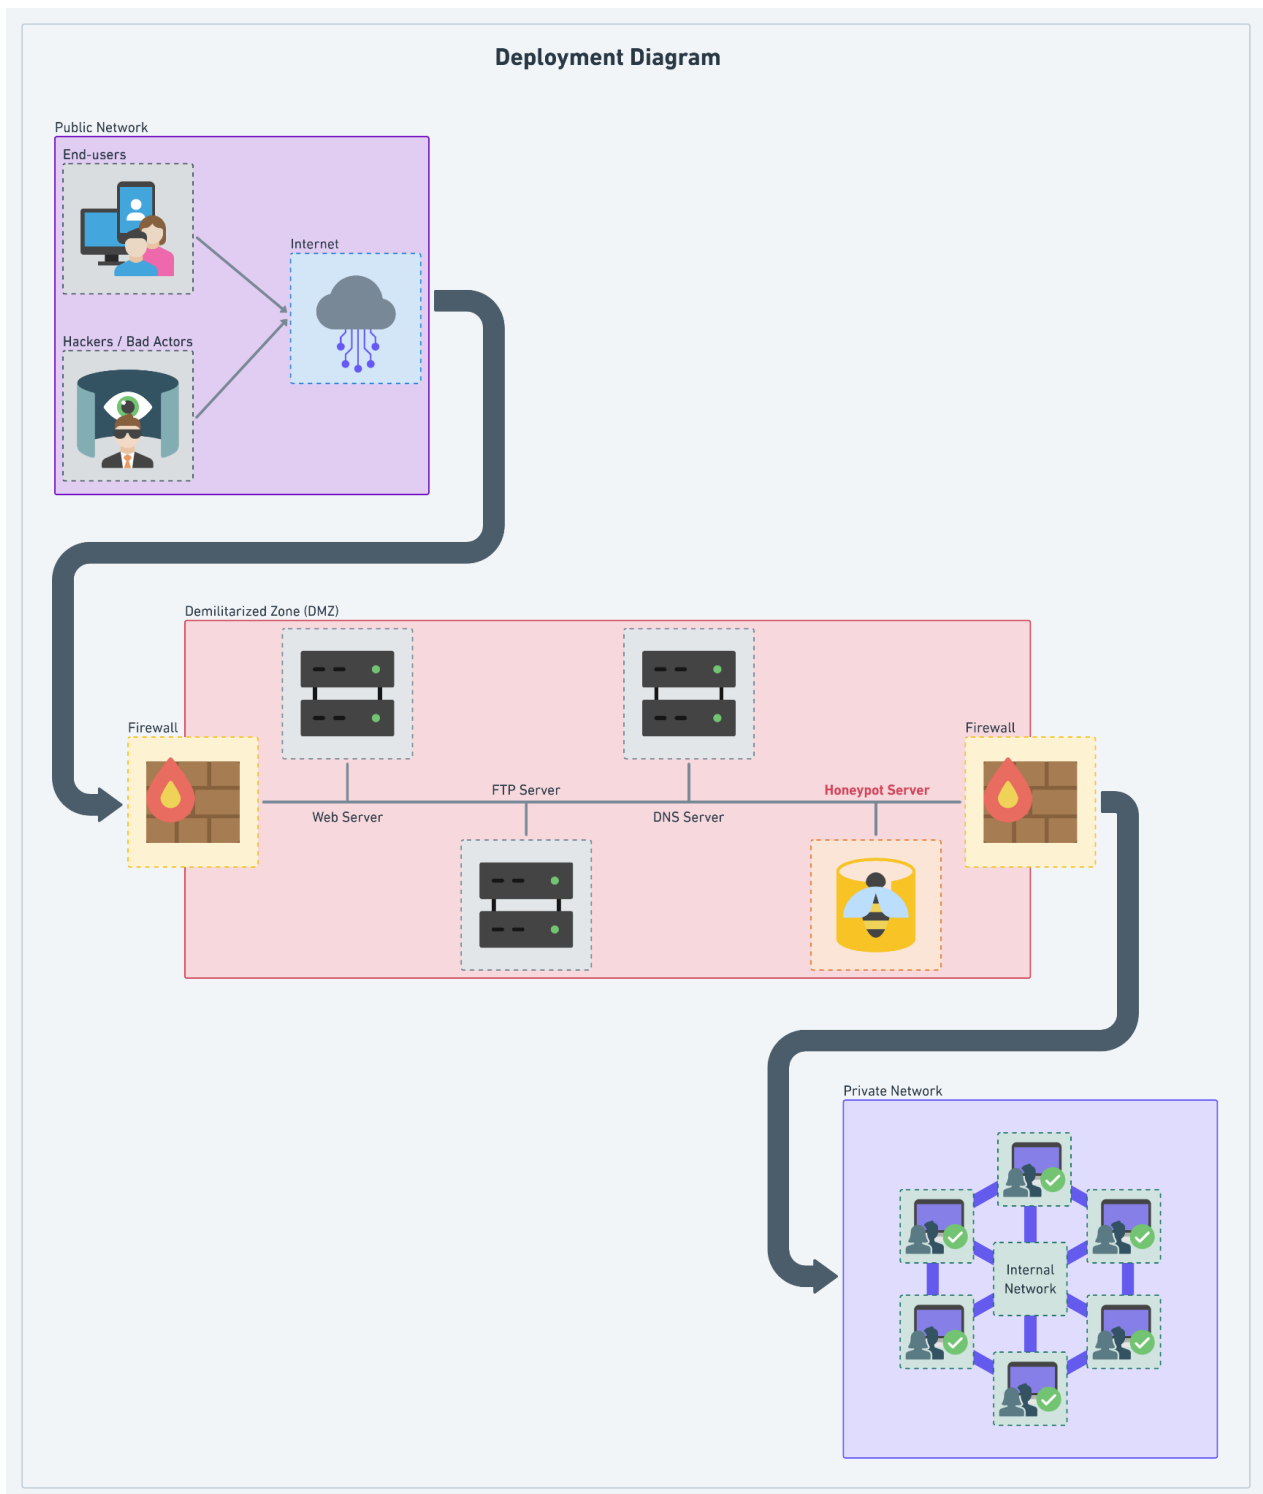 Deployment Diagram
Public Network
End-users
Internet
Hackers / Bad Actors
Demilitarized Zone (DMZ)
Firewall
Firewall
FTP Server
Honeypot Server
Web Server
DNS Server
Private Network
Internal
Network